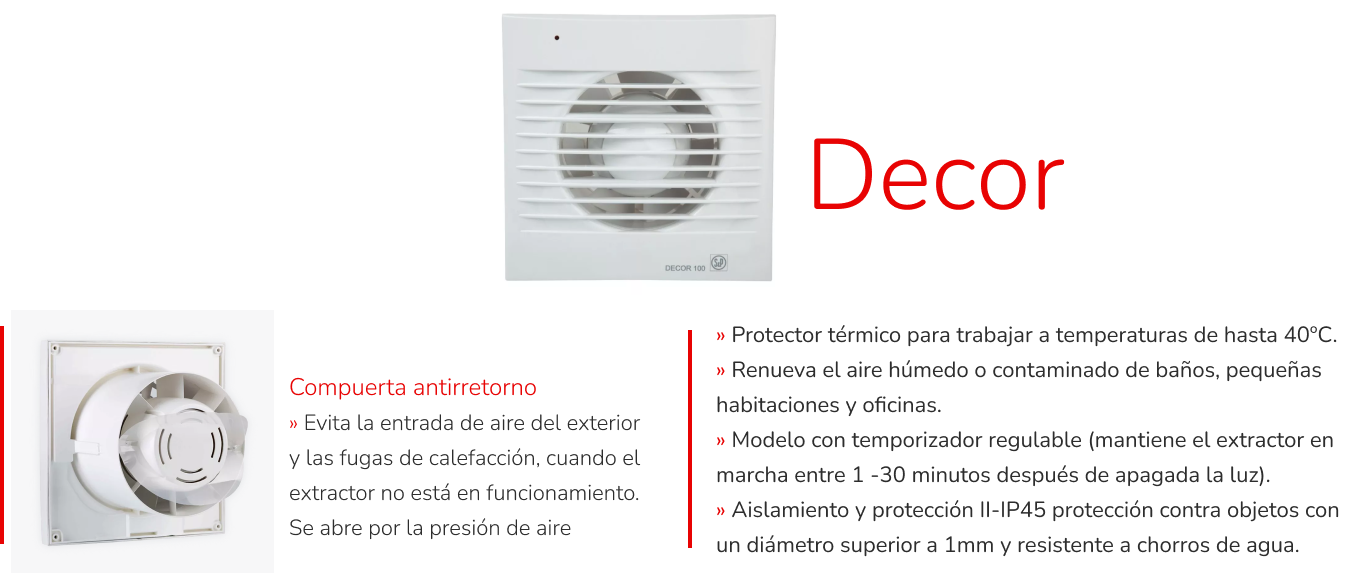 DECOR 100
S&P
Decor
Compuerta antirretorno
» Evita la entrada de aire del exterior
y las fugas de calefacción, cuando el
extractor no está en funcionamiento.
Se abre por la presión de aire
» Protector térmico para trabajar a temperaturas de hasta 40ºC.
» Renueva el aire húmedo o contaminado de baños, pequeñas
habitaciones y oficinas.
» Modelo con temporizador regulable (mantiene el extractor en
marcha entre 1 -30 minutos después de apagada la luz).
» Aislamiento y protección II-IP45 protección contra objetos con
un diámetro superior a 1mm y resistente a chorros de agua.